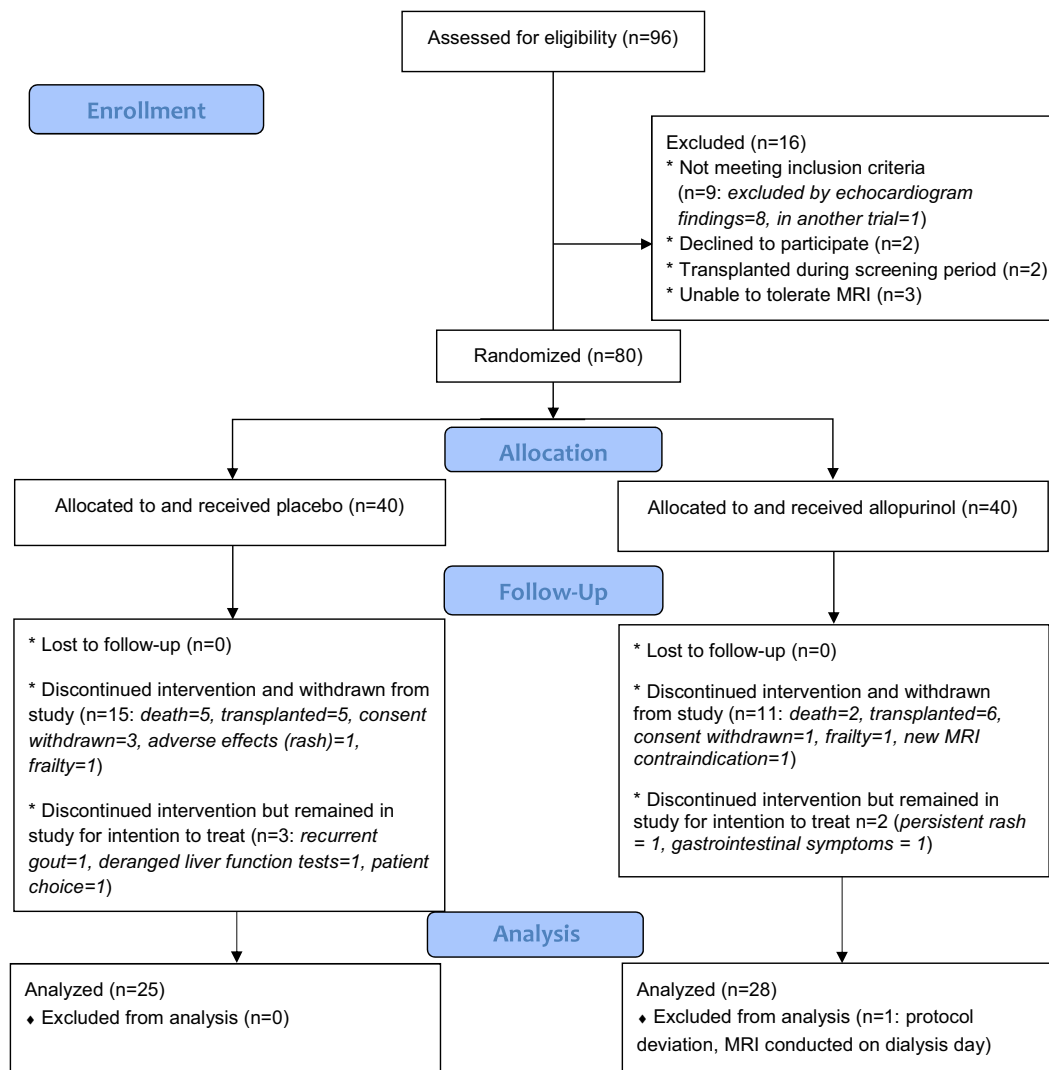 Assessed for eligibility (n=96)
Enrollment
Excluded (n=16)
* Not meeting inclusion criteria
(n=9: excluded by echocardiogram
findings=8, in another trial=1)
* Declined to participate (n=2)
* Transplanted during screening period (n=2)
* Unable to tolerate MRI (n=3)
Randomized (n=80)
Allocation
Allocated to and received placebo (n=40)
Allocated to and received allopurinol (n=40)
Follow-Up
* Lost to follow-up (n=0)
* Discontinued intervention and withdrawn from
study (n=15: death=5, transplanted=5, consent
withdrawn=3, adverse effects (rash)=1,
frailty=1)
* Discontinued intervention but remained in
study for intention to treat (n=3: recurrent
gout=1, deranged liver function tests=1, patient
choice=1)
* Lost to follow-up (n=0)
* Discontinued intervention and withdrawn
from study (n=11: death=2, transplanted=6,
consent withdrawn=1, frailty=1, new MRI
contraindication=1)
* Discontinued intervention but remained in
study for intention to treat n=2 (persistent rash
= 1, gastrointestinal symptoms = 1)
Analysis
Analyzed (n=25)
♦ Excluded from analysis (n=0)
Analyzed (n=28)
♦ Excluded from analysis (n=1: protocol
deviation, MRI conducted on dialysis day)